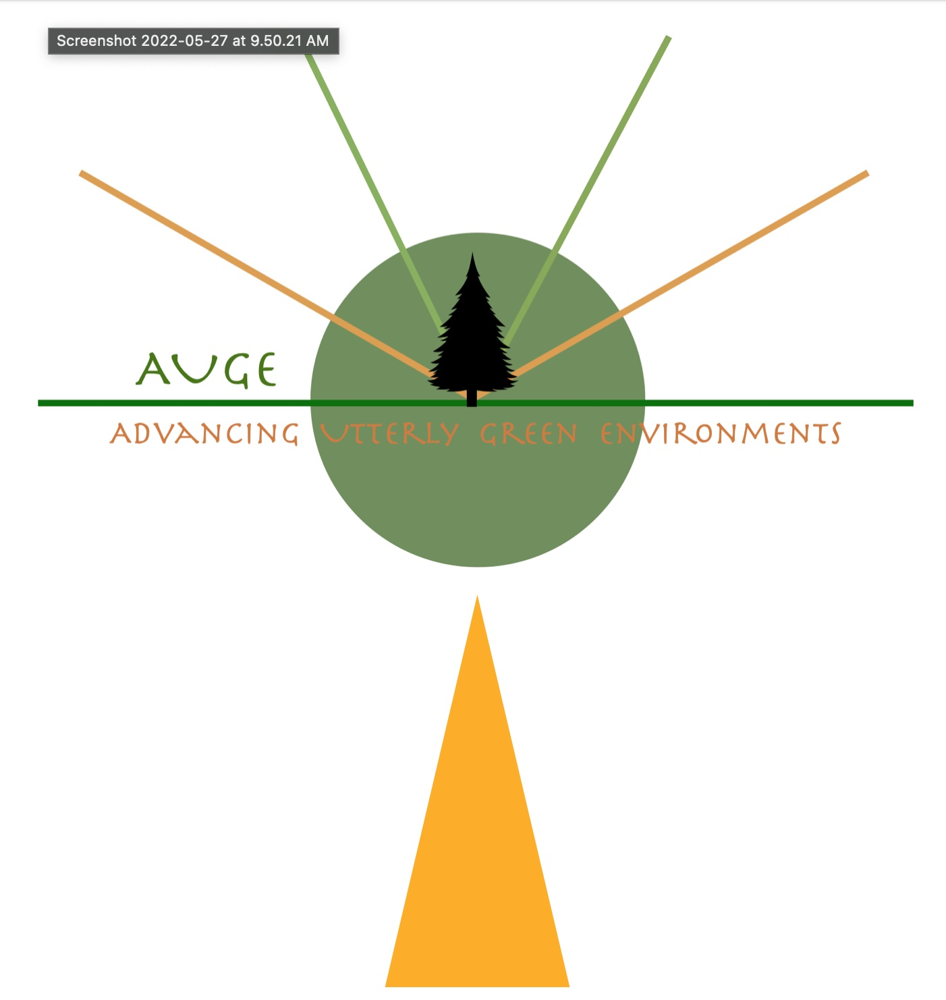 Screenshot 2022-05-27 at 9.50.21 AM
AUGE
ADVANCING UTTERLY GREEN ENVIRONMENTS